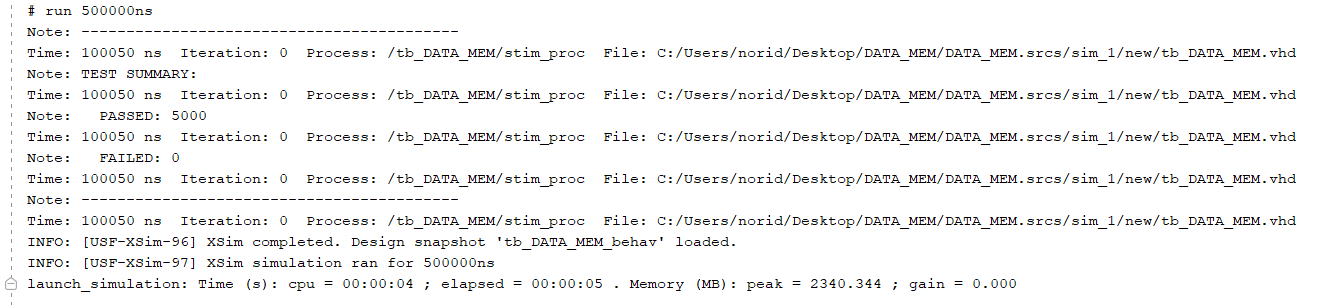 # run 500000ns
Note: ------------------------------------------
Time: 100050 ns  Iteration: 0  Process: /tb_DATA_MEM/stim_proc  File: C:/Users/norid/Desktop/DATA_MEM/DATA_MEM.srcs/sim_1/new/tb_DATA_MEM.vhd
Note: TEST SUMMARY:
Time: 100050 ns  Iteration: 0  Process: /tb_DATA_MEM/stim_proc  File: C:/Users/norid/Desktop/DATA_MEM/DATA_MEM.srcs/sim_1/new/tb_DATA_MEM.vhd
Note:   PASSED: 5000
Time: 100050 ns  Iteration: 0  Process: /tb_DATA_MEM/stim_proc  File: C:/Users/norid/Desktop/DATA_MEM/DATA_MEM.srcs/sim_1/new/tb_DATA_MEM.vhd
Note:   FAILED: 0
Time: 100050 ns  Iteration: 0  Process: /tb_DATA_MEM/stim_proc  File: C:/Users/norid/Desktop/DATA_MEM/DATA_MEM.srcs/sim_1/new/tb_DATA_MEM.vhd
Note: ------------------------------------------
Time: 100050 ns  Iteration: 0  Process: /tb_DATA_MEM/stim_proc  File: C:/Users/norid/Desktop/DATA_MEM/DATA_MEM.srcs/sim_1/new/tb_DATA_MEM.vhd
INFO: [USF-XSim-96] XSim completed. Design snapshot 'tb_DATA_MEM_behav' loaded.
INFO: [USF-XSim-97] XSim simulation ran for 500000ns
launch_simulation: Time (s): cpu = 00:00:04 ; elapsed = 00:00:05 . Memory (MB): peak = 2340.344 ; gain = 0.000